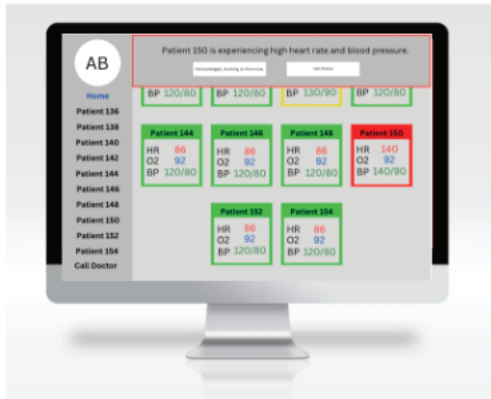 AB
Home
Patient 136
Patient 138
Patient 140
Patient 142
Patient 144
Patient 146
Patient 148
Patient 150
Patient 152
Patient 154
Call Doctor
Patient 150 is experiencing high heart rate and blood pressure.
Acknowledged, checking on them now.
Call Doctor
BP 120/80
BP 120/80
BP 130/90
BP 120/80
Patient 144
HR 86
O2 92
BP 120/80
Patient 146
HR 86
O2 92
BP 120/80
Patient 148
HR 86
O2 92
BP 120/80
Patient 150
HR 140
O2 92
BP 140/90
Patient 152
HR 86
O2 92
BP 120/80
Patient 154
HR 86
O2 92
BP 120/80